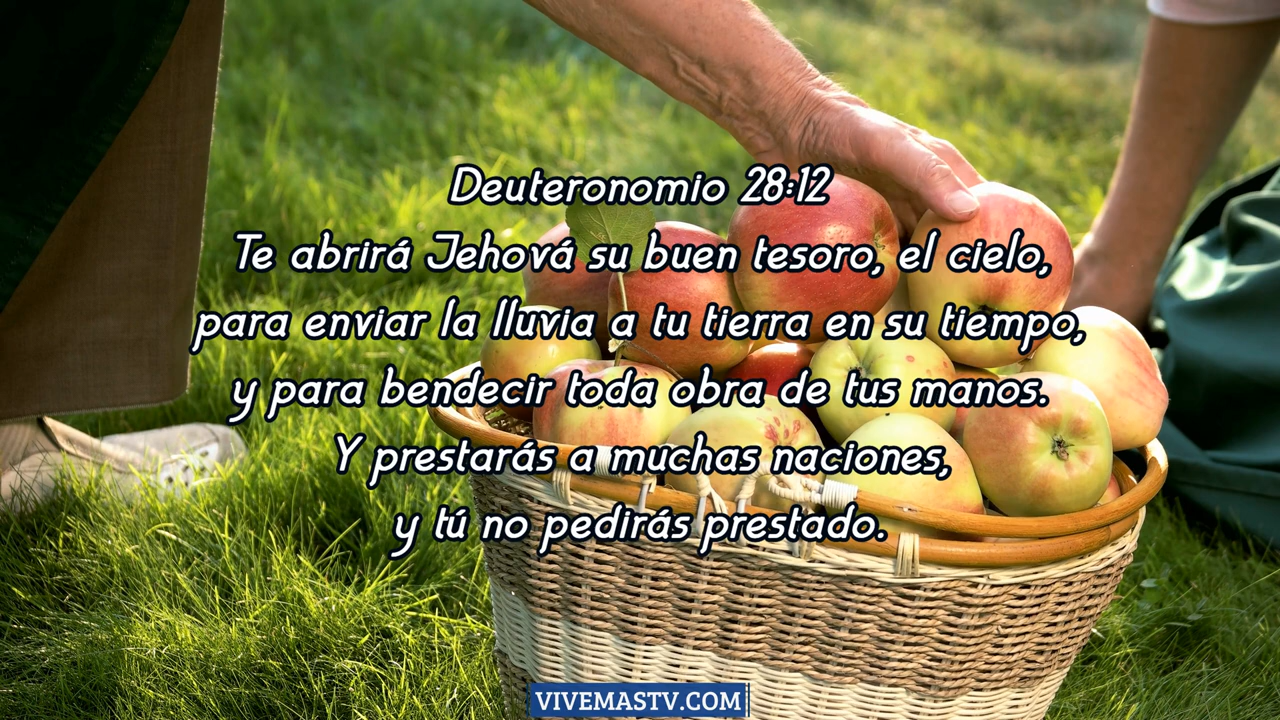 Deuteronomio 28:12
Te abrirá Jehová su buen tesoro, el cielo,
para enviar la lluvia a tu tierra en su tiempo,
y para bendecir toda obra de tus manos.
Y prestarás a muchas naciones,
y tú no pedirás prestado.
VIVEMASTV.COM